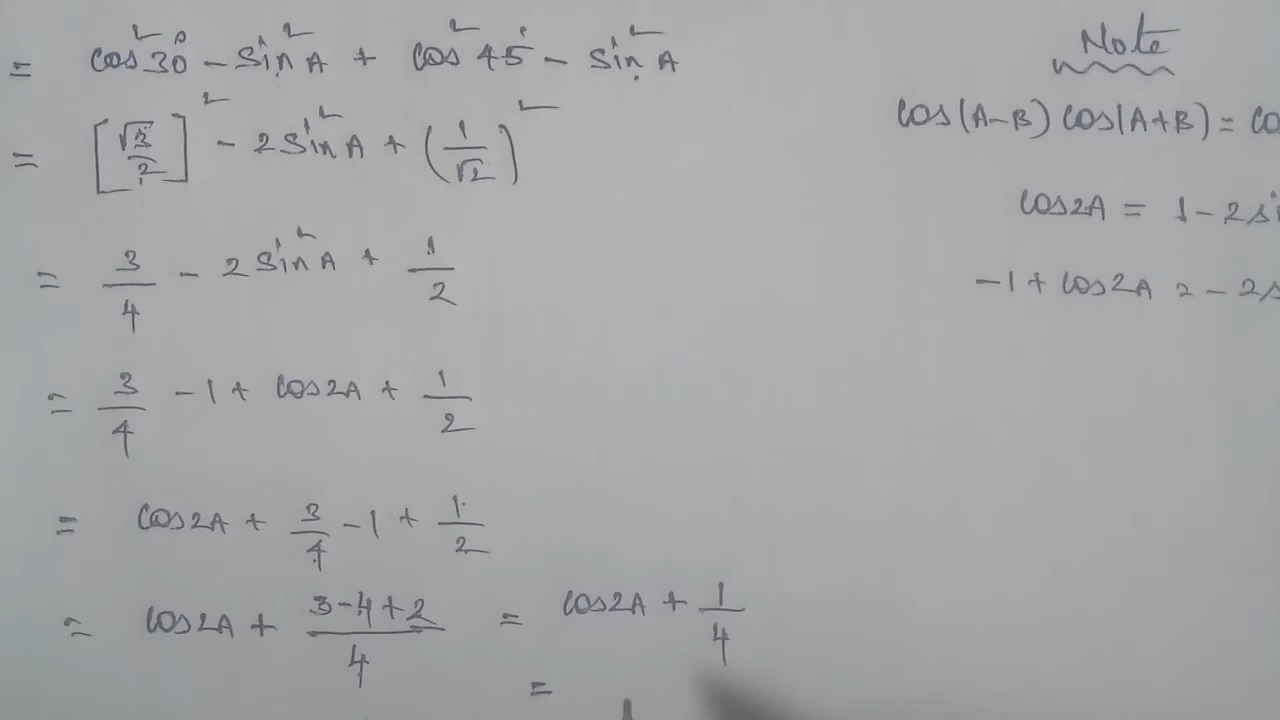 = cos²30° - sin²A + cos²45° - sin²A
= [√3/2]² - 2sin²A + (1/√2)²
= 3/4 - 2sin²A + 1/2
= 3/4 - 1 + cos2A + 1/2
= cos2A + 3/4 - 1 + 1/2
= cos2A + (3-4+2)/4 = cos2A + 1/4
=
Note
cos(A-B) cos(A+B) = co
cos2A = 1 - 2si
-1 + cos2A = - 2s